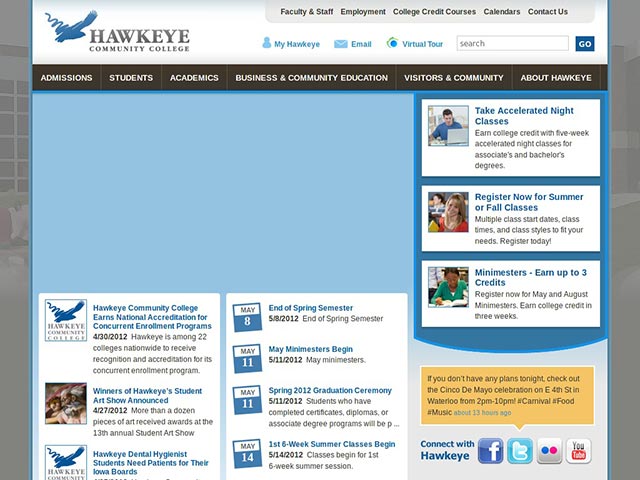 Faculty & Staff Employment College Credit Courses Calendars Contact Us
HAWKEYE
COMMUNITY COLLEGE
My Hawkeye Email Virtual Tour search GO
ADMISSIONS STUDENTS ACADEMICS BUSINESS & COMMUNITY EDUCATION VISITORS & COMMUNITY ABOUT HAWKEYE
Take Accelerated Night
Classes
Earn college credit with five-week
accelerated night classes for
associate's and bachelor's
degrees.
Register Now for Summer
or Fall Classes
Multiple class start dates, class
times, and class styles to fit your
needs. Register today!
Minimesters - Earn up to 3
Credits
Register now for May and August
Minimesters. Earn college credit in
three weeks.
HAWKEYE
COMMUNITY
COLLEGE
Hawkeye Community College
Earns National Accreditation for
Concurrent Enrollment Programs
4/30/2012 Hawkeye is among 22
colleges nationwide to receive
recognition and accreditation for its
concurrent enrollment program.
Winners of Hawkeye's Student
Art Show Announced
4/27/2012 More than a dozen
pieces of art received awards at the
13th annual Student Art Show
HAWKEYE
Hawkeye Dental Hygienist
Students Need Patients for Their
Iowa Boards
MAY
8
End of Spring Semester
5/8/2012 End of Spring Semester
MAY
11
May Minimesters Begin
5/11/2012 May minimesters.
MAY
11
Spring 2012 Graduation Ceremony
5/11/2012 Students who have
completed certificates, diplomas, or
associate degree programs will be p ...
MAY
14
1st 6-Week Summer Classes Begin
5/14/2012 Classes begin for 1st
6-week summer session.
If you don't have any plans tonight, check out
the Cinco De Mayo celebration on E 4th St in
Waterloo from 2pm-10pm! #Carnival #Food
#Music about 13 hours ago
Connect with
Hawkeye
You
Tube